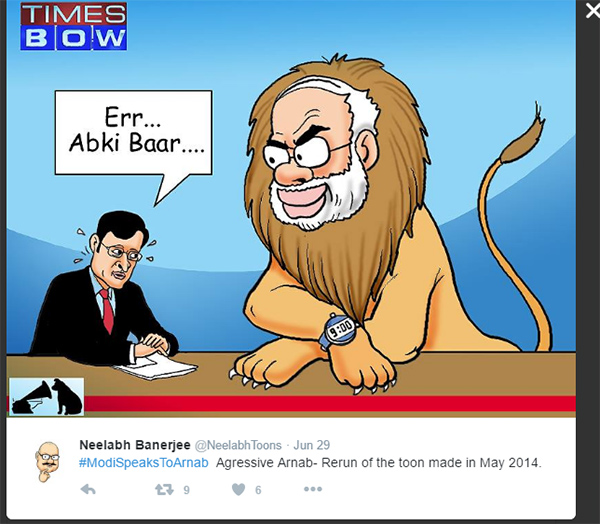 TIMES
BOW
Err...
Abki Baar....
9:00
Neelabh Banerjee @NeelabhToons · Jun 29
#ModiSpeaksToArnab Agressive Arnab- Rerun of the toon made in May 2014.
9
6